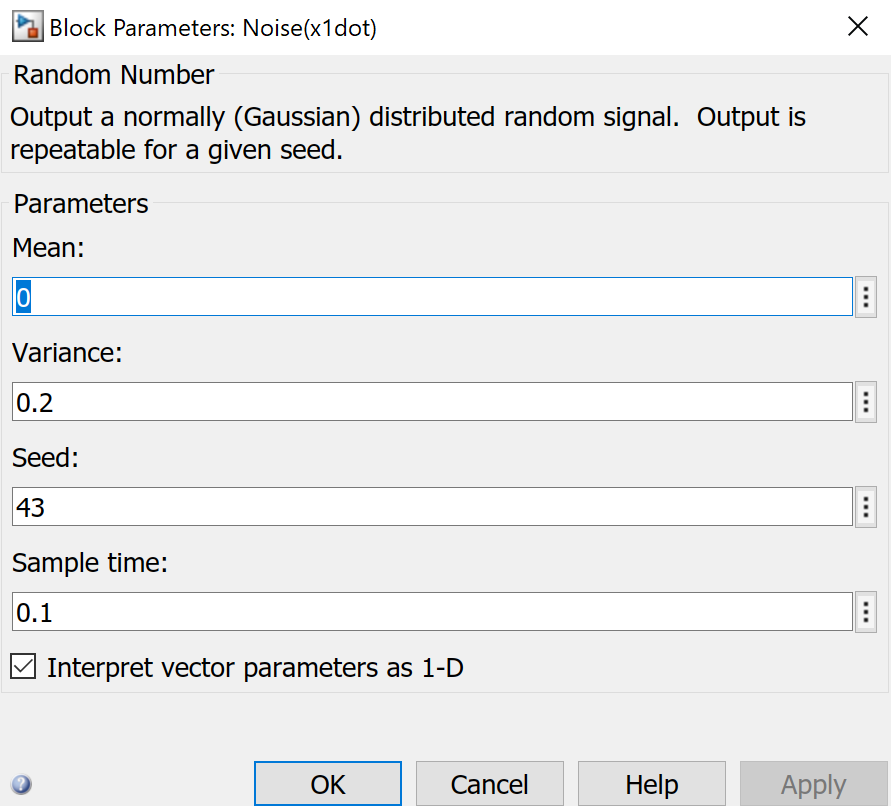 Block Parameters: Noise(x1dot)
Random Number
Output a normally (Gaussian) distributed random signal.  Output is
repeatable for a given seed.
Parameters
Mean:
0
Variance:
0.2
Seed:
43
Sample time:
0.1
Interpret vector parameters as 1-D
? OK Cancel Help Apply